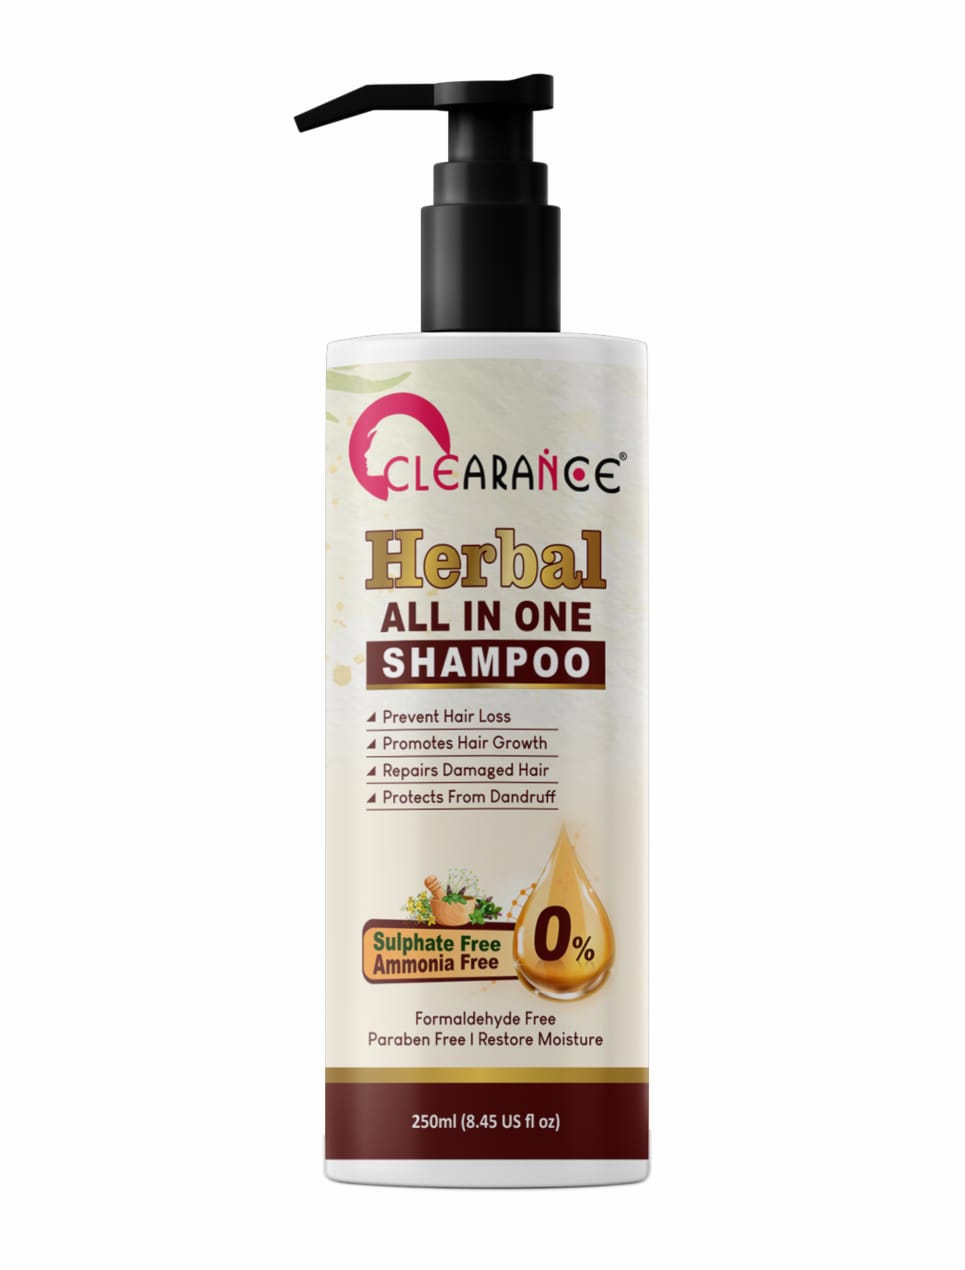 CLEARANCE®
Herbal
ALL IN ONE
SHAMPOO
Prevent Hair Loss
Promotes Hair Growth
Repairs Damaged Hair
Protects From Dandruff
Sulphate Free
Ammonia Free
0%
Formaldehyde Free
Paraben Free | Restore Moisture
250ml (8.45 US fl oz)